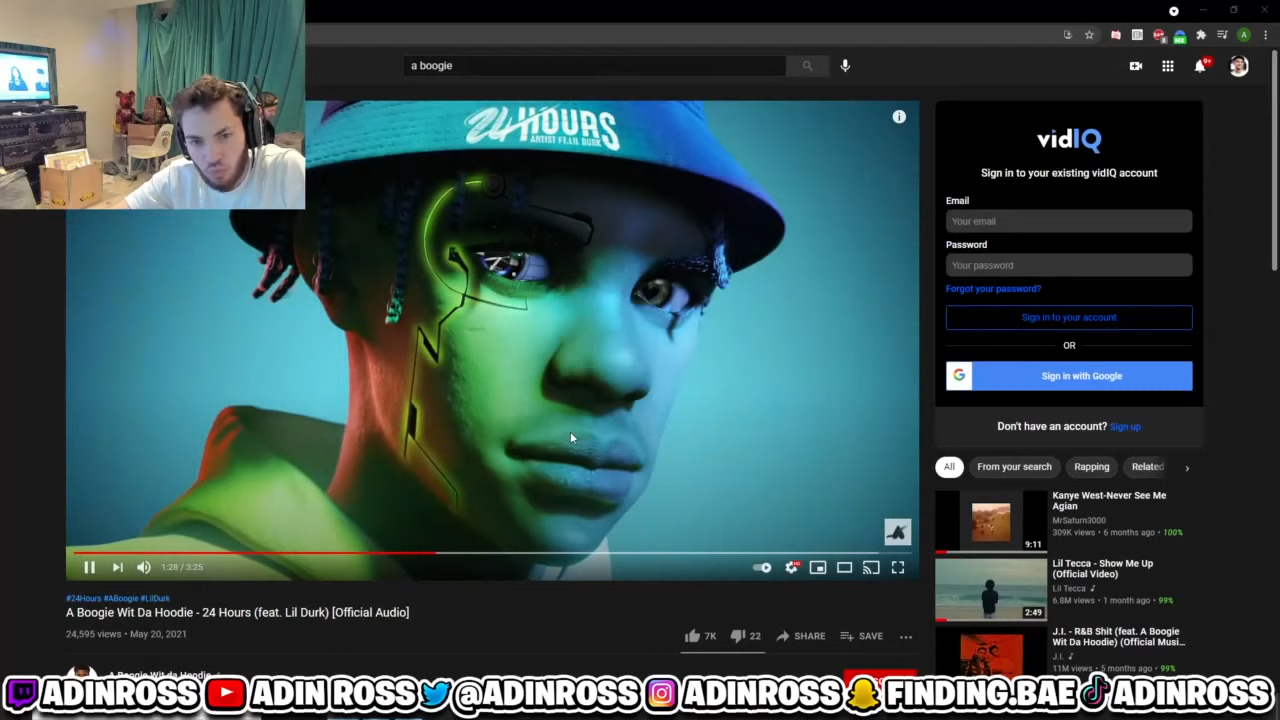 a boogie
9+
24 HOURS
ARTIST FT. LIL DURK
1:28 / 3:25
#24Hours #ABoogie #LilDurk
A Boogie Wit Da Hoodie - 24 Hours (feat. Lil Durk) [Official Audio]
24,595 views • May 20, 2021
7K
22
SHARE
SAVE
vidIQ
Sign in to your existing vidIQ account
Email
Your email
Password
Your password
Forgot your password?
Sign in to your account
OR
Sign in with Google
Don't have an account? Sign up
All
From your search
Rapping
Related
Kanye West-Never See Me
Agian
MrSaturn3000
309K views • 6 months ago • 100%
9:11
Lil Tecca - Show Me Up
(Official Video)
Lil Tecca
6.8M views • 1 month ago • 99%
2:49
J.I. - R&B Shit (feat. A Boogie
Wit Da Hoodie) (Official Musi...
J.I.
11M views • 5 months ago • 98%
ADINROSS
ADIN ROSS
@ADINROSS
ADINROSS
FINDING.BAE
ADINROSS